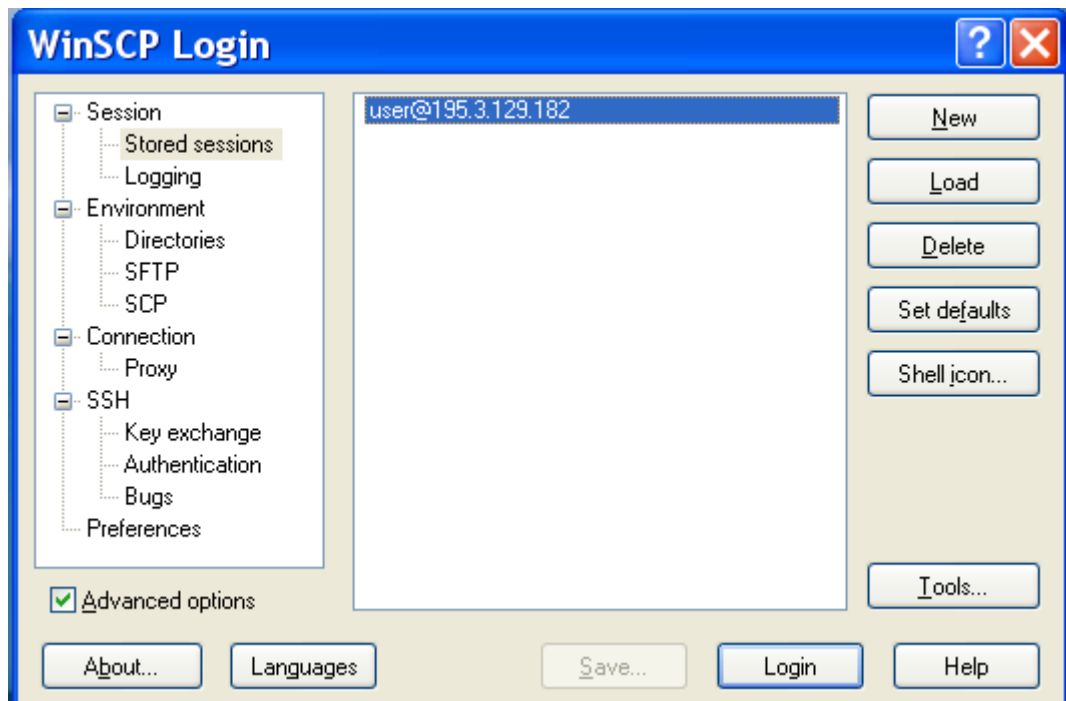 WinSCP Login
Session
Stored sessions
Logging
Environment
Directories
SFTP
SCP
Connection
Proxy
SSH
Key exchange
Authentication
Bugs
Preferences
Advanced options
user@195.3.129.182
New
Load
Delete
Set defaults
Shell icon...
Tools...
About...
Languages
Save...
Login
Help